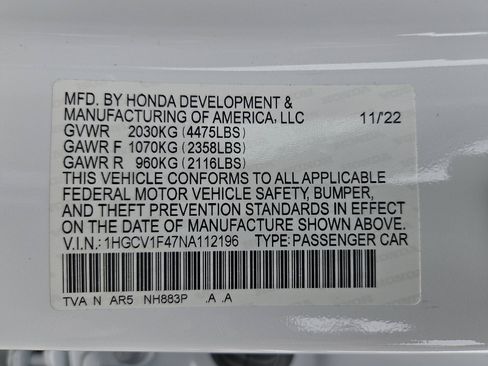 MFD. BY HONDA DEVELOPMENT &
MANUFACTURING OF AMERICA, LLC 11/'22
GVWR 2030KG (4475LBS)
GAWR F 1070KG (2358LBS)
GAWR R 960KG (2116LBS)
THIS VEHICLE CONFORMS TO ALL APPLICABLE
FEDERAL MOTOR VEHICLE SAFETY, BUMPER,
AND THEFT PREVENTION STANDARDS IN EFFECT
ON THE DATE OF MANUFACTURE SHOWN ABOVE.
V.I.N.: 1HGCV1F47NA112196 TYPE: PASSENGER CAR
TVA N AR5 NH883P .A .A